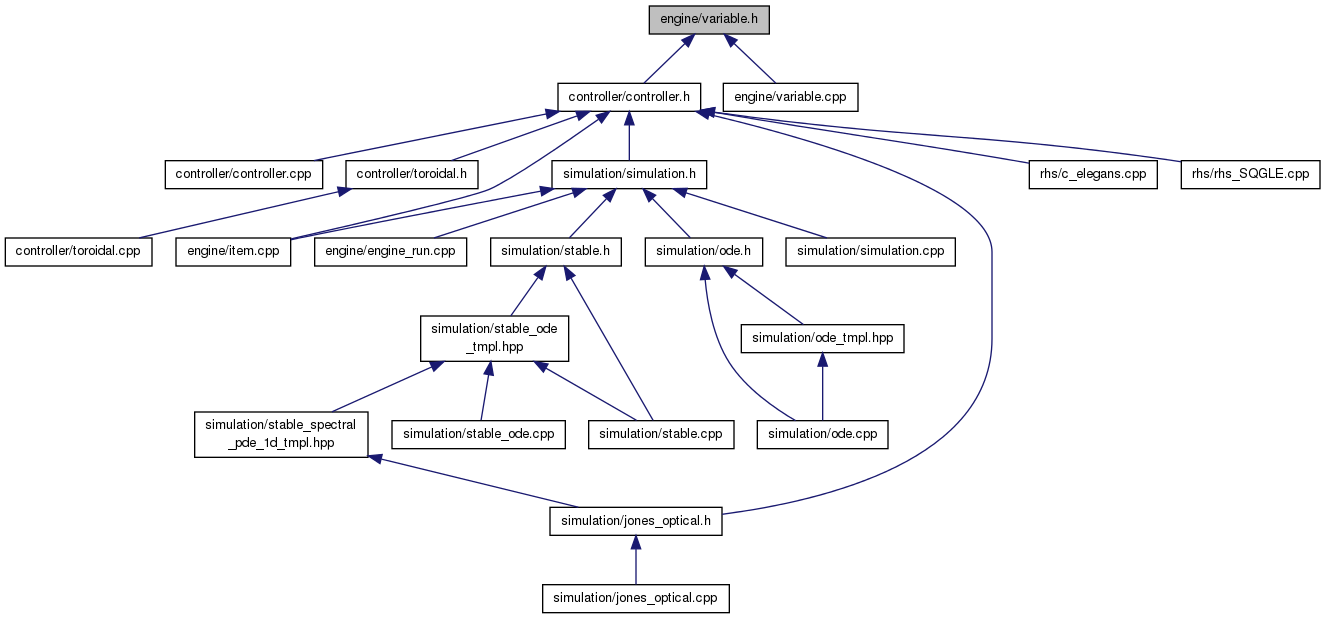 engine/variable.h
controller/controller.h
engine/variable.cpp
controller/controller.cpp
controller/toroidal.h
simulation/simulation.h
rhs/c_elegans.cpp
rhs/rhs_SQGLE.cpp
controller/toroidal.cpp
engine/item.cpp
engine/engine_run.cpp
simulation/stable.h
simulation/ode.h
simulation/simulation.cpp
simulation/stable_ode
_tmpl.hpp
simulation/ode_tmpl.hpp
simulation/stable_spectral
_pde_1d_tmpl.hpp
simulation/stable_ode.cpp
simulation/stable.cpp
simulation/ode.cpp
simulation/jones_optical.h
simulation/jones_optical.cpp